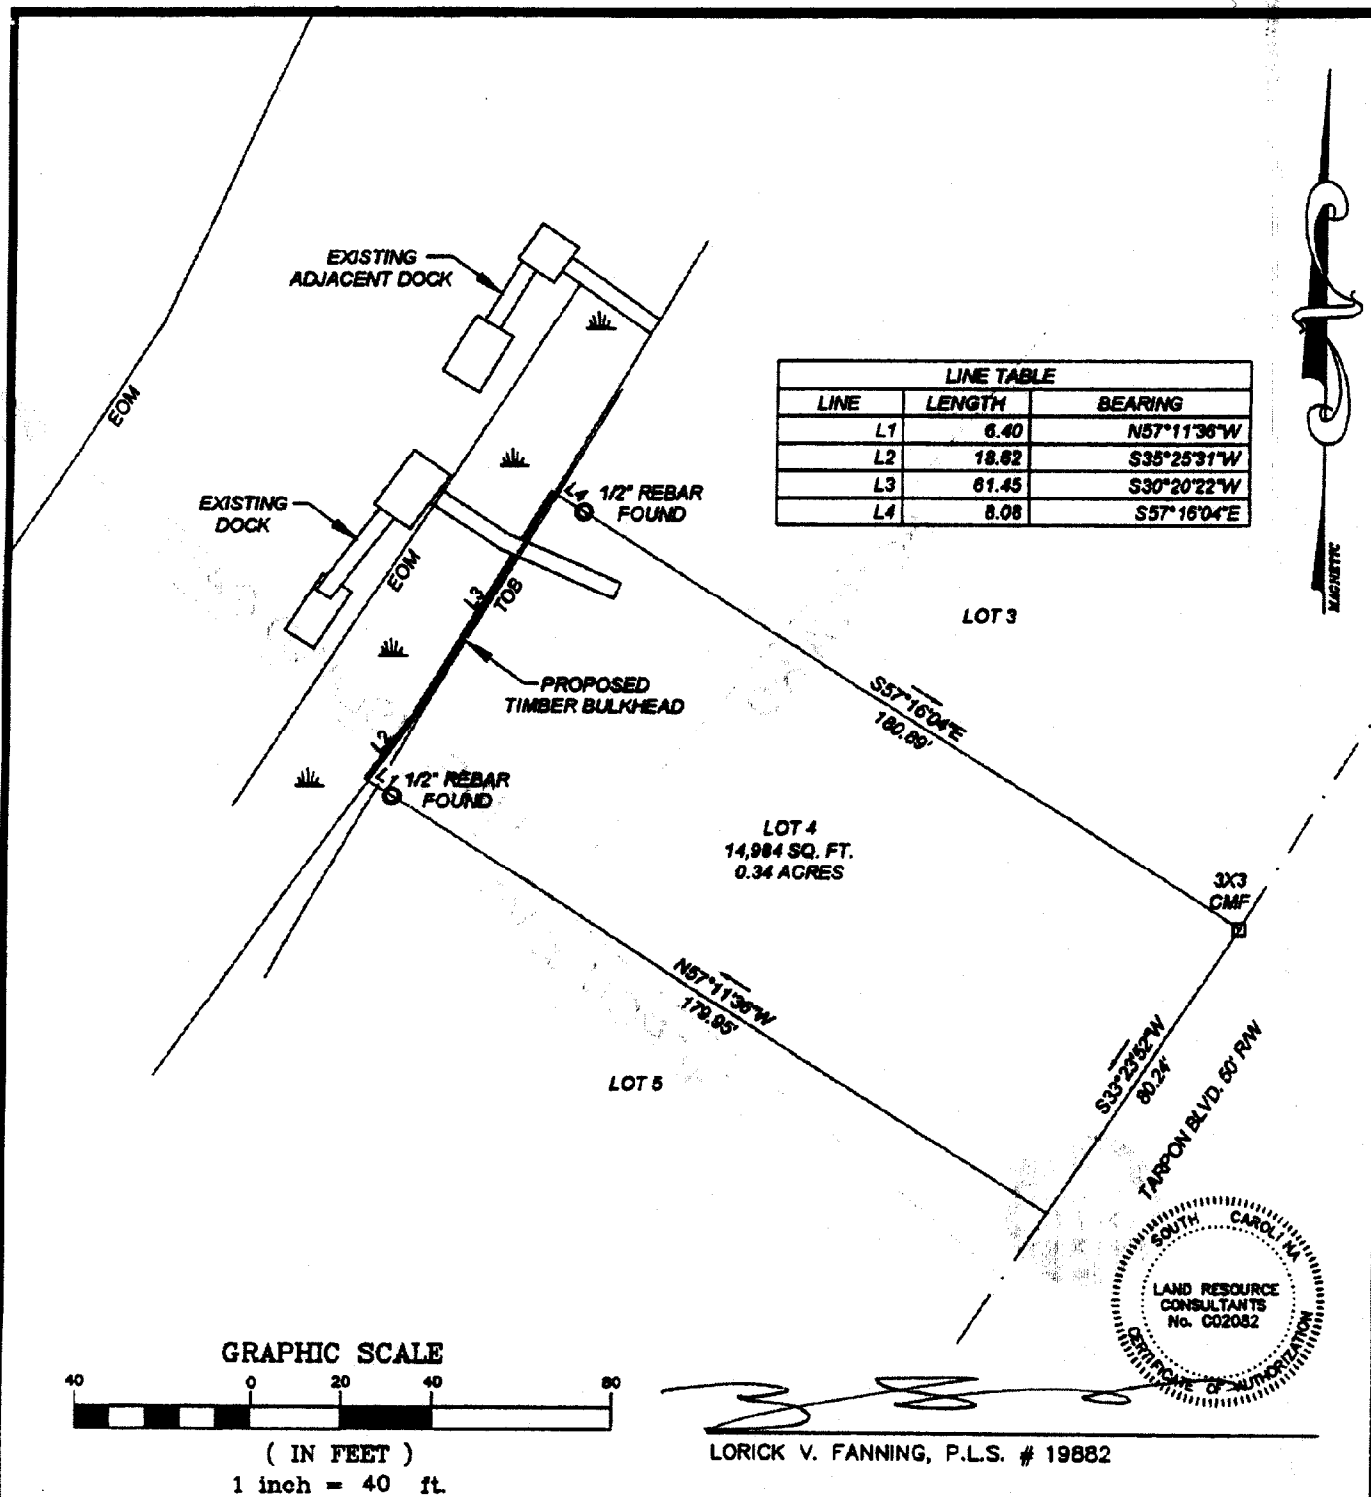 EXISTING
ADJACENT DOCK
EOM
LINE TABLE
LINE LENGTH BEARING
L1 6.40 N57°11'36"W
L2 18.62 S35°25'31"W
L3 61.45 S30°20'22"W
L4 8.08 S57°16'04"E
EXISTING
DOCK
L4
1/2" REBAR
FOUND
EOM
L3
TOB
MAGNETIC
LOT 3
PROPOSED
TIMBER BULKHEAD
S57°16'04"E
180.89'
L2
L1
1/2" REBAR
FOUND
LOT 4
14,984 SQ. FT.
0.34 ACRES
3X3
CMF
N57°11'36"W
179.95'
S33°23'52"W
80.24'
TARPON BLVD. 50' R/W
LOT 5
SOUTH CAROLINA
LAND RESOURCE
CONSULTANTS
No. C02082
CERTIFICATE OF AUTHORIZATION
GRAPHIC SCALE
40 0 20 40 80
( IN FEET )
1 inch = 40 ft.
LORICK V. FANNING, P.L.S. # 19882